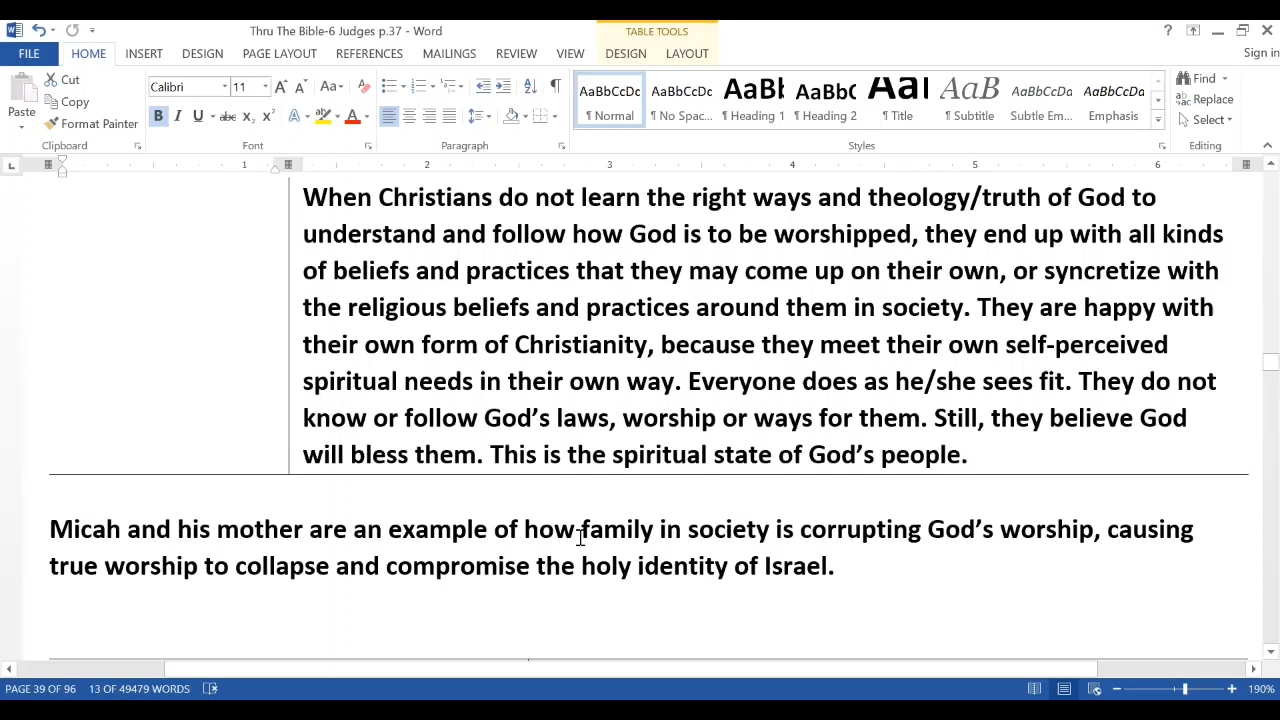 Thru The Bible-6 Judges p.37 - Word
TABLE TOOLS
FILE HOME INSERT DESIGN PAGE LAYOUT REFERENCES MAILINGS REVIEW VIEW DESIGN LAYOUT Sign in
Paste
Cut
Copy
Format Painter
Clipboard
Calibri 11
Font
Paragraph
AaBbCcDc AaBbCcDc AaBb AaBbC AaB AaBbCcDc AaBbCcDc
¶ Normal ¶ No Spac... ¶ Heading 1 ¶ Heading 2 ¶ Title ¶ Subtitle Subtle Em... Emphasis
Styles
Find
Replace
Select
Editing
1 2 3 4 5 6
When Christians do not learn the right ways and theology/truth of God to
understand and follow how God is to be worshipped, they end up with all kinds
of beliefs and practices that they may come up on their own, or syncretize with
the religious beliefs and practices around them in society. They are happy with
their own form of Christianity, because they meet their own self-perceived
spiritual needs in their own way. Everyone does as he/she sees fit. They do not
know or follow God’s laws, worship or ways for them. Still, they believe God
will bless them. This is the spiritual state of God’s people.
Micah and his mother are an example of how family in society is corrupting God’s worship, causing
true worship to collapse and compromise the holy identity of Israel.
PAGE 39 OF 96 13 OF 49479 WORDS 190%